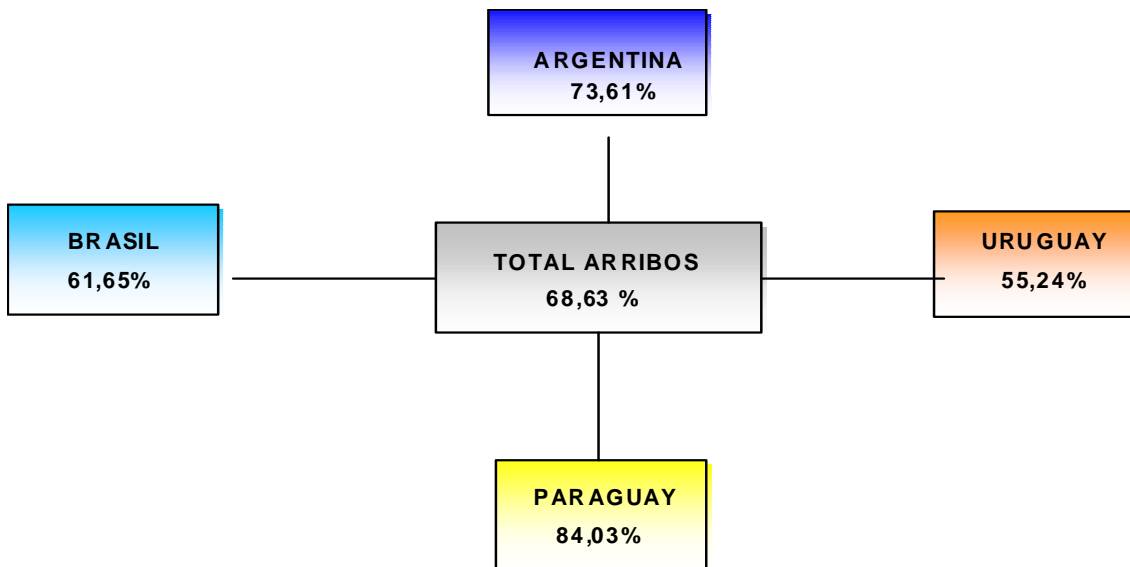 ARGENTINA
73,61%
BRASIL
61,65%
TOTAL ARRIBOS
68,63 %
URUGUAY
55,24%
PARAGUAY
84,03%